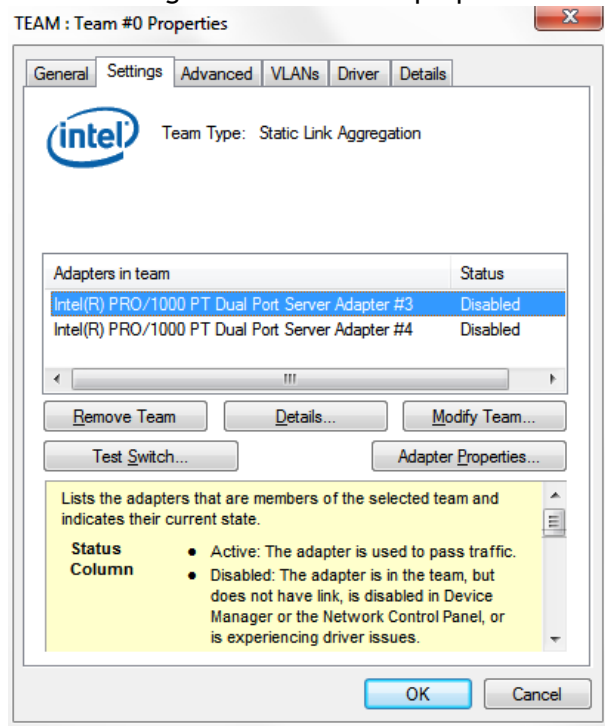 TEAM : Team #0 Properties
General Settings Advanced VLANs Driver Details
intel
Team Type: Static Link Aggregation
Adapters in team Status
Intel(R) PRO/1000 PT Dual Port Server Adapter #3 Disabled
Intel(R) PRO/1000 PT Dual Port Server Adapter #4 Disabled
Remove Team Details... Modify Team...
Test Switch... Adapter Properties...
Lists the adapters that are members of the selected team and
indicates their current state.
Status Column
• Active: The adapter is used to pass traffic.
• Disabled: The adapter is in the team, but
does not have link, is disabled in Device
Manager or the Network Control Panel, or
is experiencing driver issues.
OK Cancel